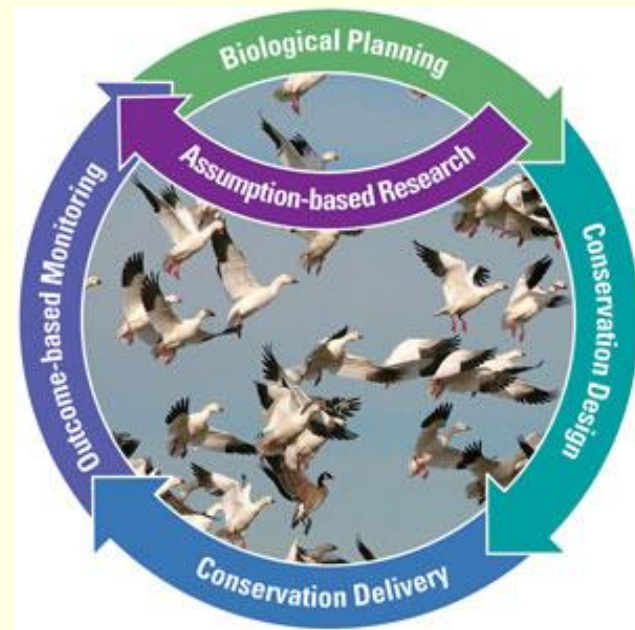 Biological Planning
Assumption-based Research
Conservation Design
Conservation Delivery
Outcome-based Monitoring